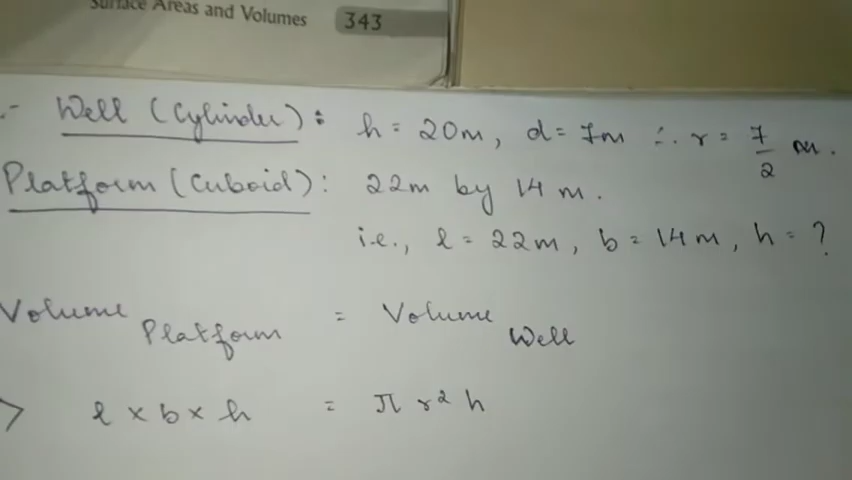 Surface Areas and Volumes 343
.- Well (Cylinder) : h = 20m, d = 7m ∴ r = 7/2 m.
Platform (Cuboid) : 22m by 14 m.
i.e., l = 22m, b = 14m, h = ?
Volume Platform = Volume Well
> l × b × h = π r² h